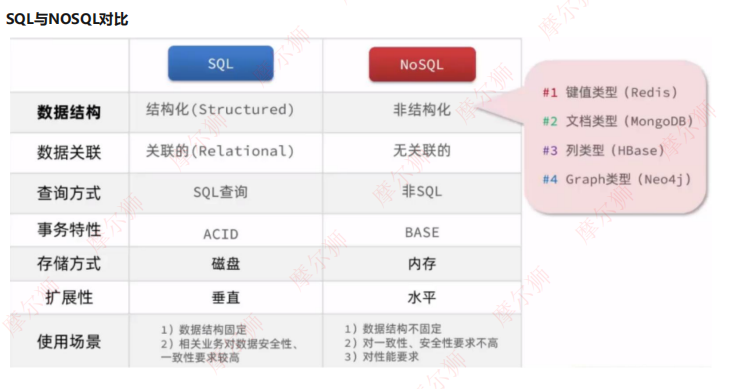 SQL与NOSQL对比
SQL NoSQL
数据结构 结构化(Structured) 非结构化
数据关联 关联的(Relational) 无关联的
查询方式 SQL查询 非SQL
事务特性 ACID BASE
存储方式 磁盘 内存
扩展性 垂直 水平
使用场景
1）数据结构固定
2）相关业务对数据安全性、
一致性要求较高
1）数据结构不固定
2）对一致性、安全性要求不高
3）对性能要求
#1 键值类型（Redis)
#2 文档类型（MongoDB)
#3 列类型（HBase)
#4 Graph类型（Neo4j)
摩尔狮
摩尔狮
摩尔狮
摩尔狮
摩尔狮
摩尔狮
摩尔狮
摩尔狮
摩尔狮